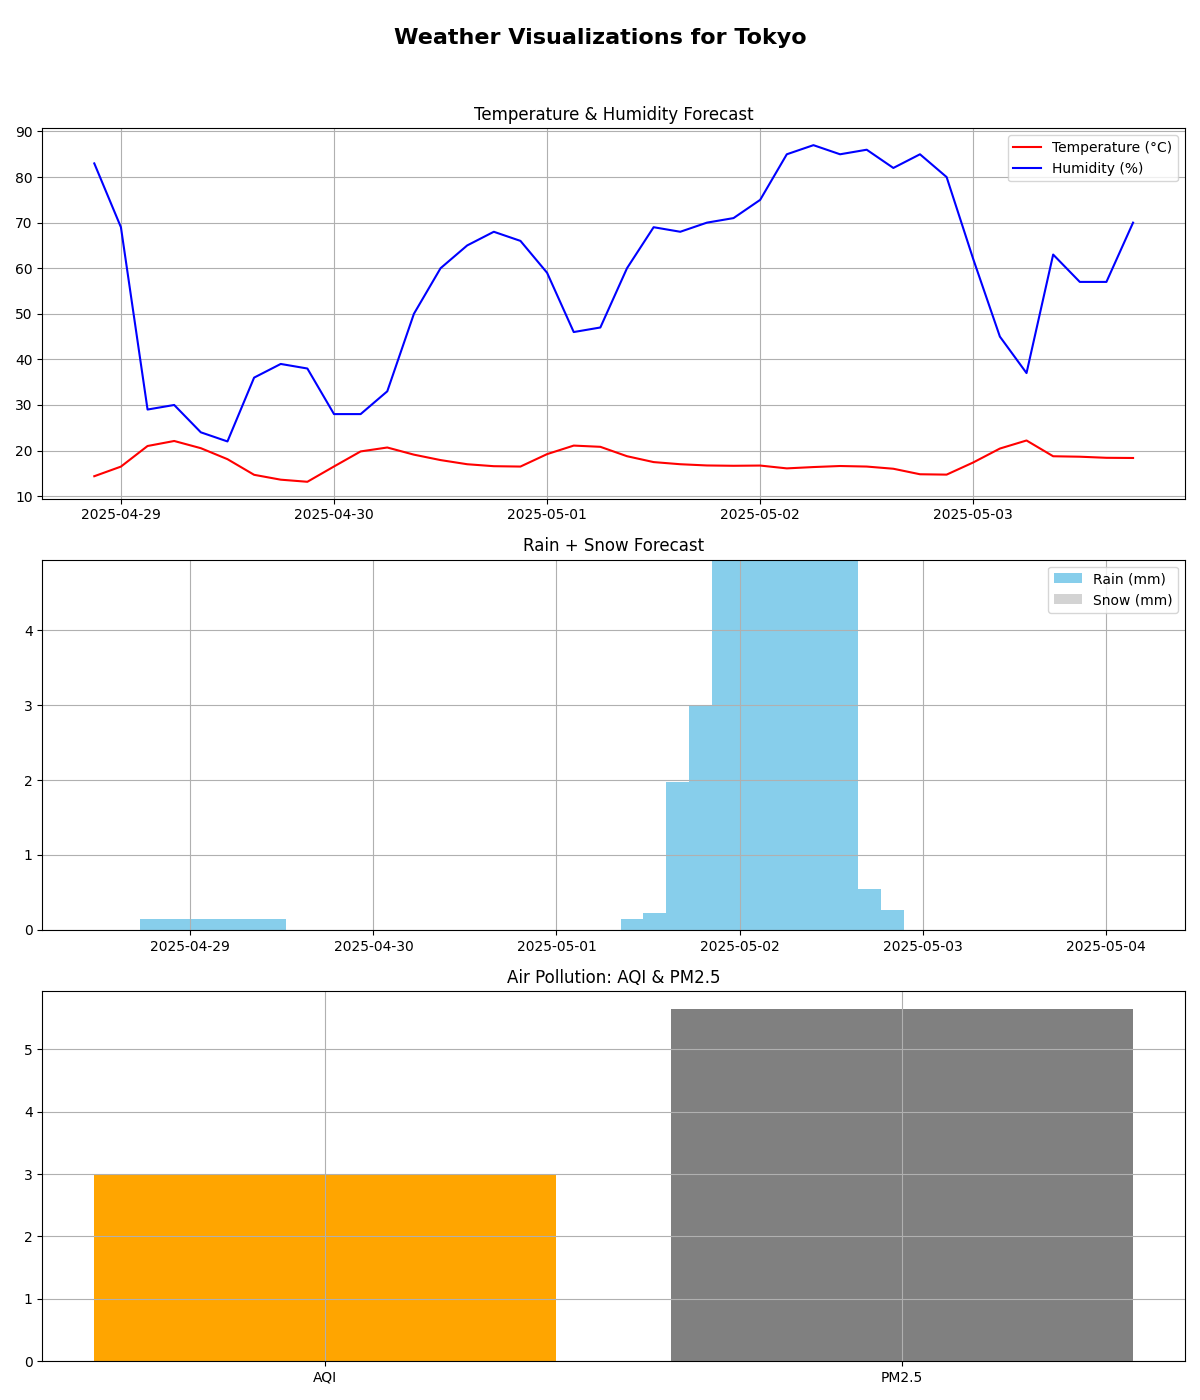 Weather Visualizations for Tokyo
Temperature & Humidity Forecast
90
80
70
60
50
40
30
20
10
Temperature (°C)
Humidity (%)
2025-04-29 2025-04-30 2025-05-01 2025-05-02 2025-05-03
Rain + Snow Forecast
4
3
2
1
0
Rain (mm)
Snow (mm)
2025-04-29 2025-04-30 2025-05-01 2025-05-02 2025-05-03 2025-05-04
Air Pollution: AQI & PM2.5
5
4
3
2
1
0
AQI PM2.5